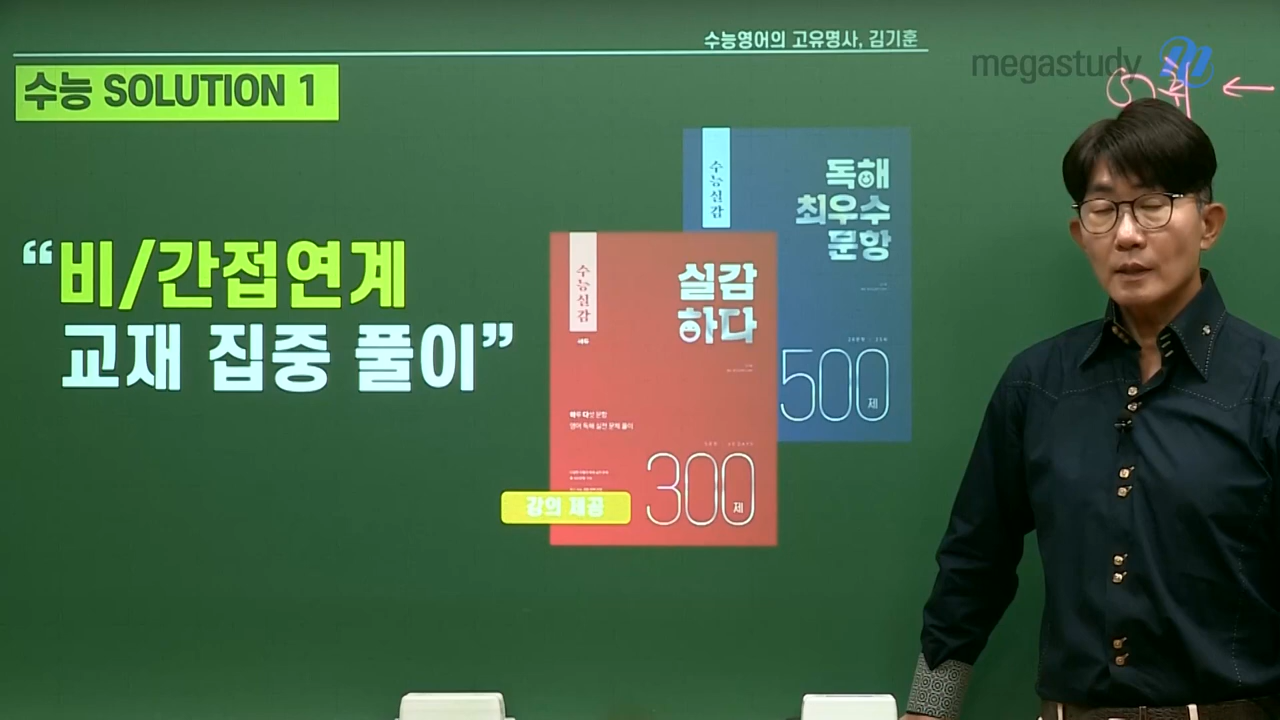 수능영어의 고유명사, 김기훈
megastudy
수능 SOLUTION 1
“비/간접연계
교재 집중 풀이”
수능실감
독해
최우수
문항
500제
수능실감
실감
하다
300제
강의 제공